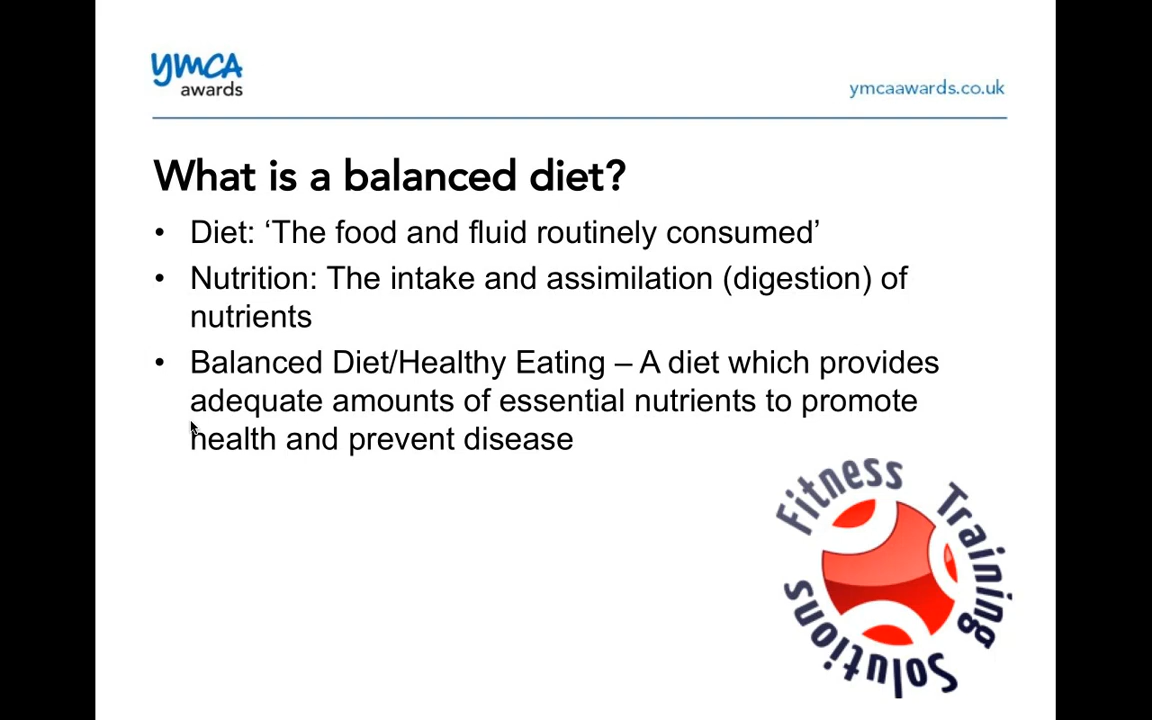 ymca
awards
ymcaawards.co.uk
What is a balanced diet?
• Diet: ‘The food and fluid routinely consumed’
• Nutrition: The intake and assimilation (digestion) of
nutrients
• Balanced Diet/Healthy Eating – A diet which provides
adequate amounts of essential nutrients to promote
health and prevent disease
Fitness Training Solutions